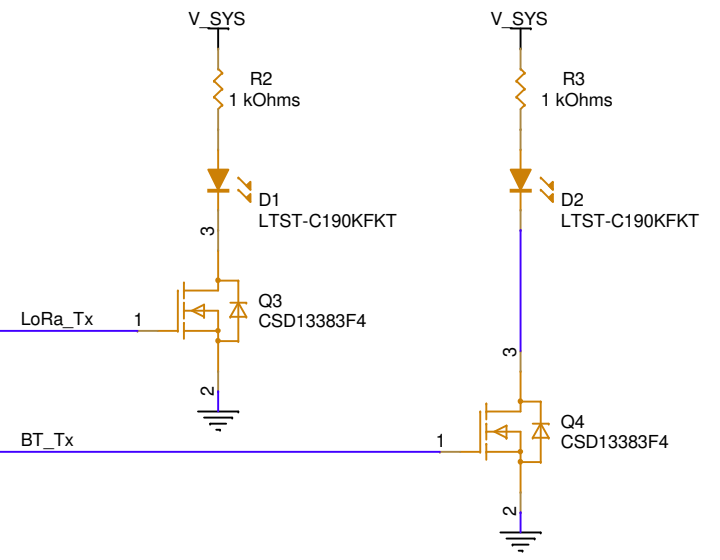 V_SYS
V_SYS
R2
1 kOhms
R3
1 kOhms
D1
LTST-C190KFKT
D2
LTST-C190KFKT
3
Q3
CSD13383F4
LoRa_Tx
1
3
2
Q4
CSD13383F4
BT_Tx
1
2